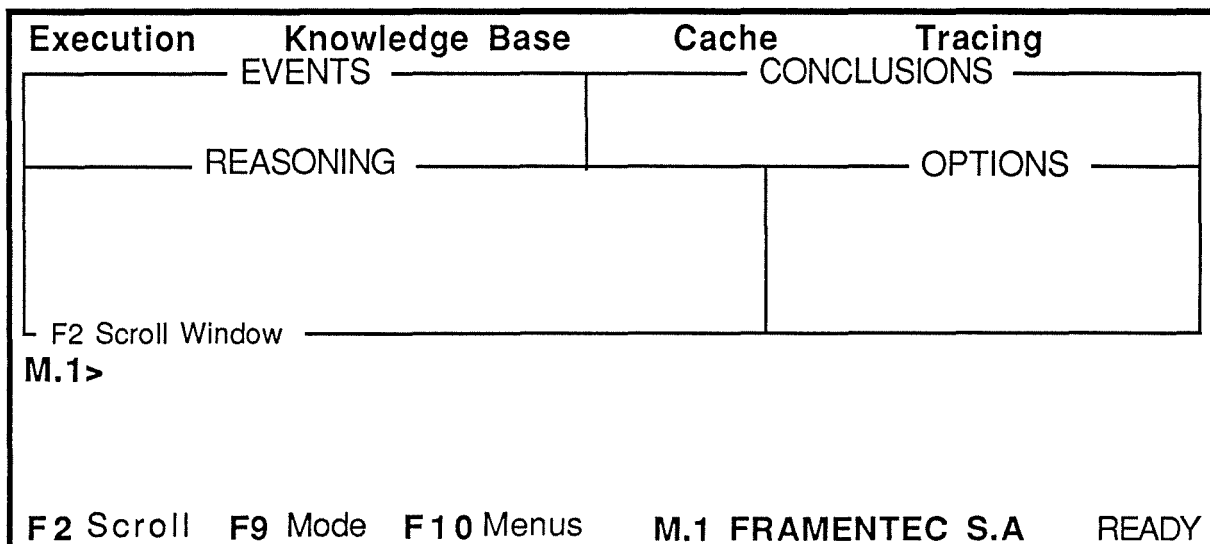 Execution Knowledge Base Cache Tracing
EVENTS CONCLUSIONS
REASONING OPTIONS
F2 Scroll Window
M.1>
F2 Scroll F9 Mode F10 Menus M.1 FRAMENTEC S.A READY